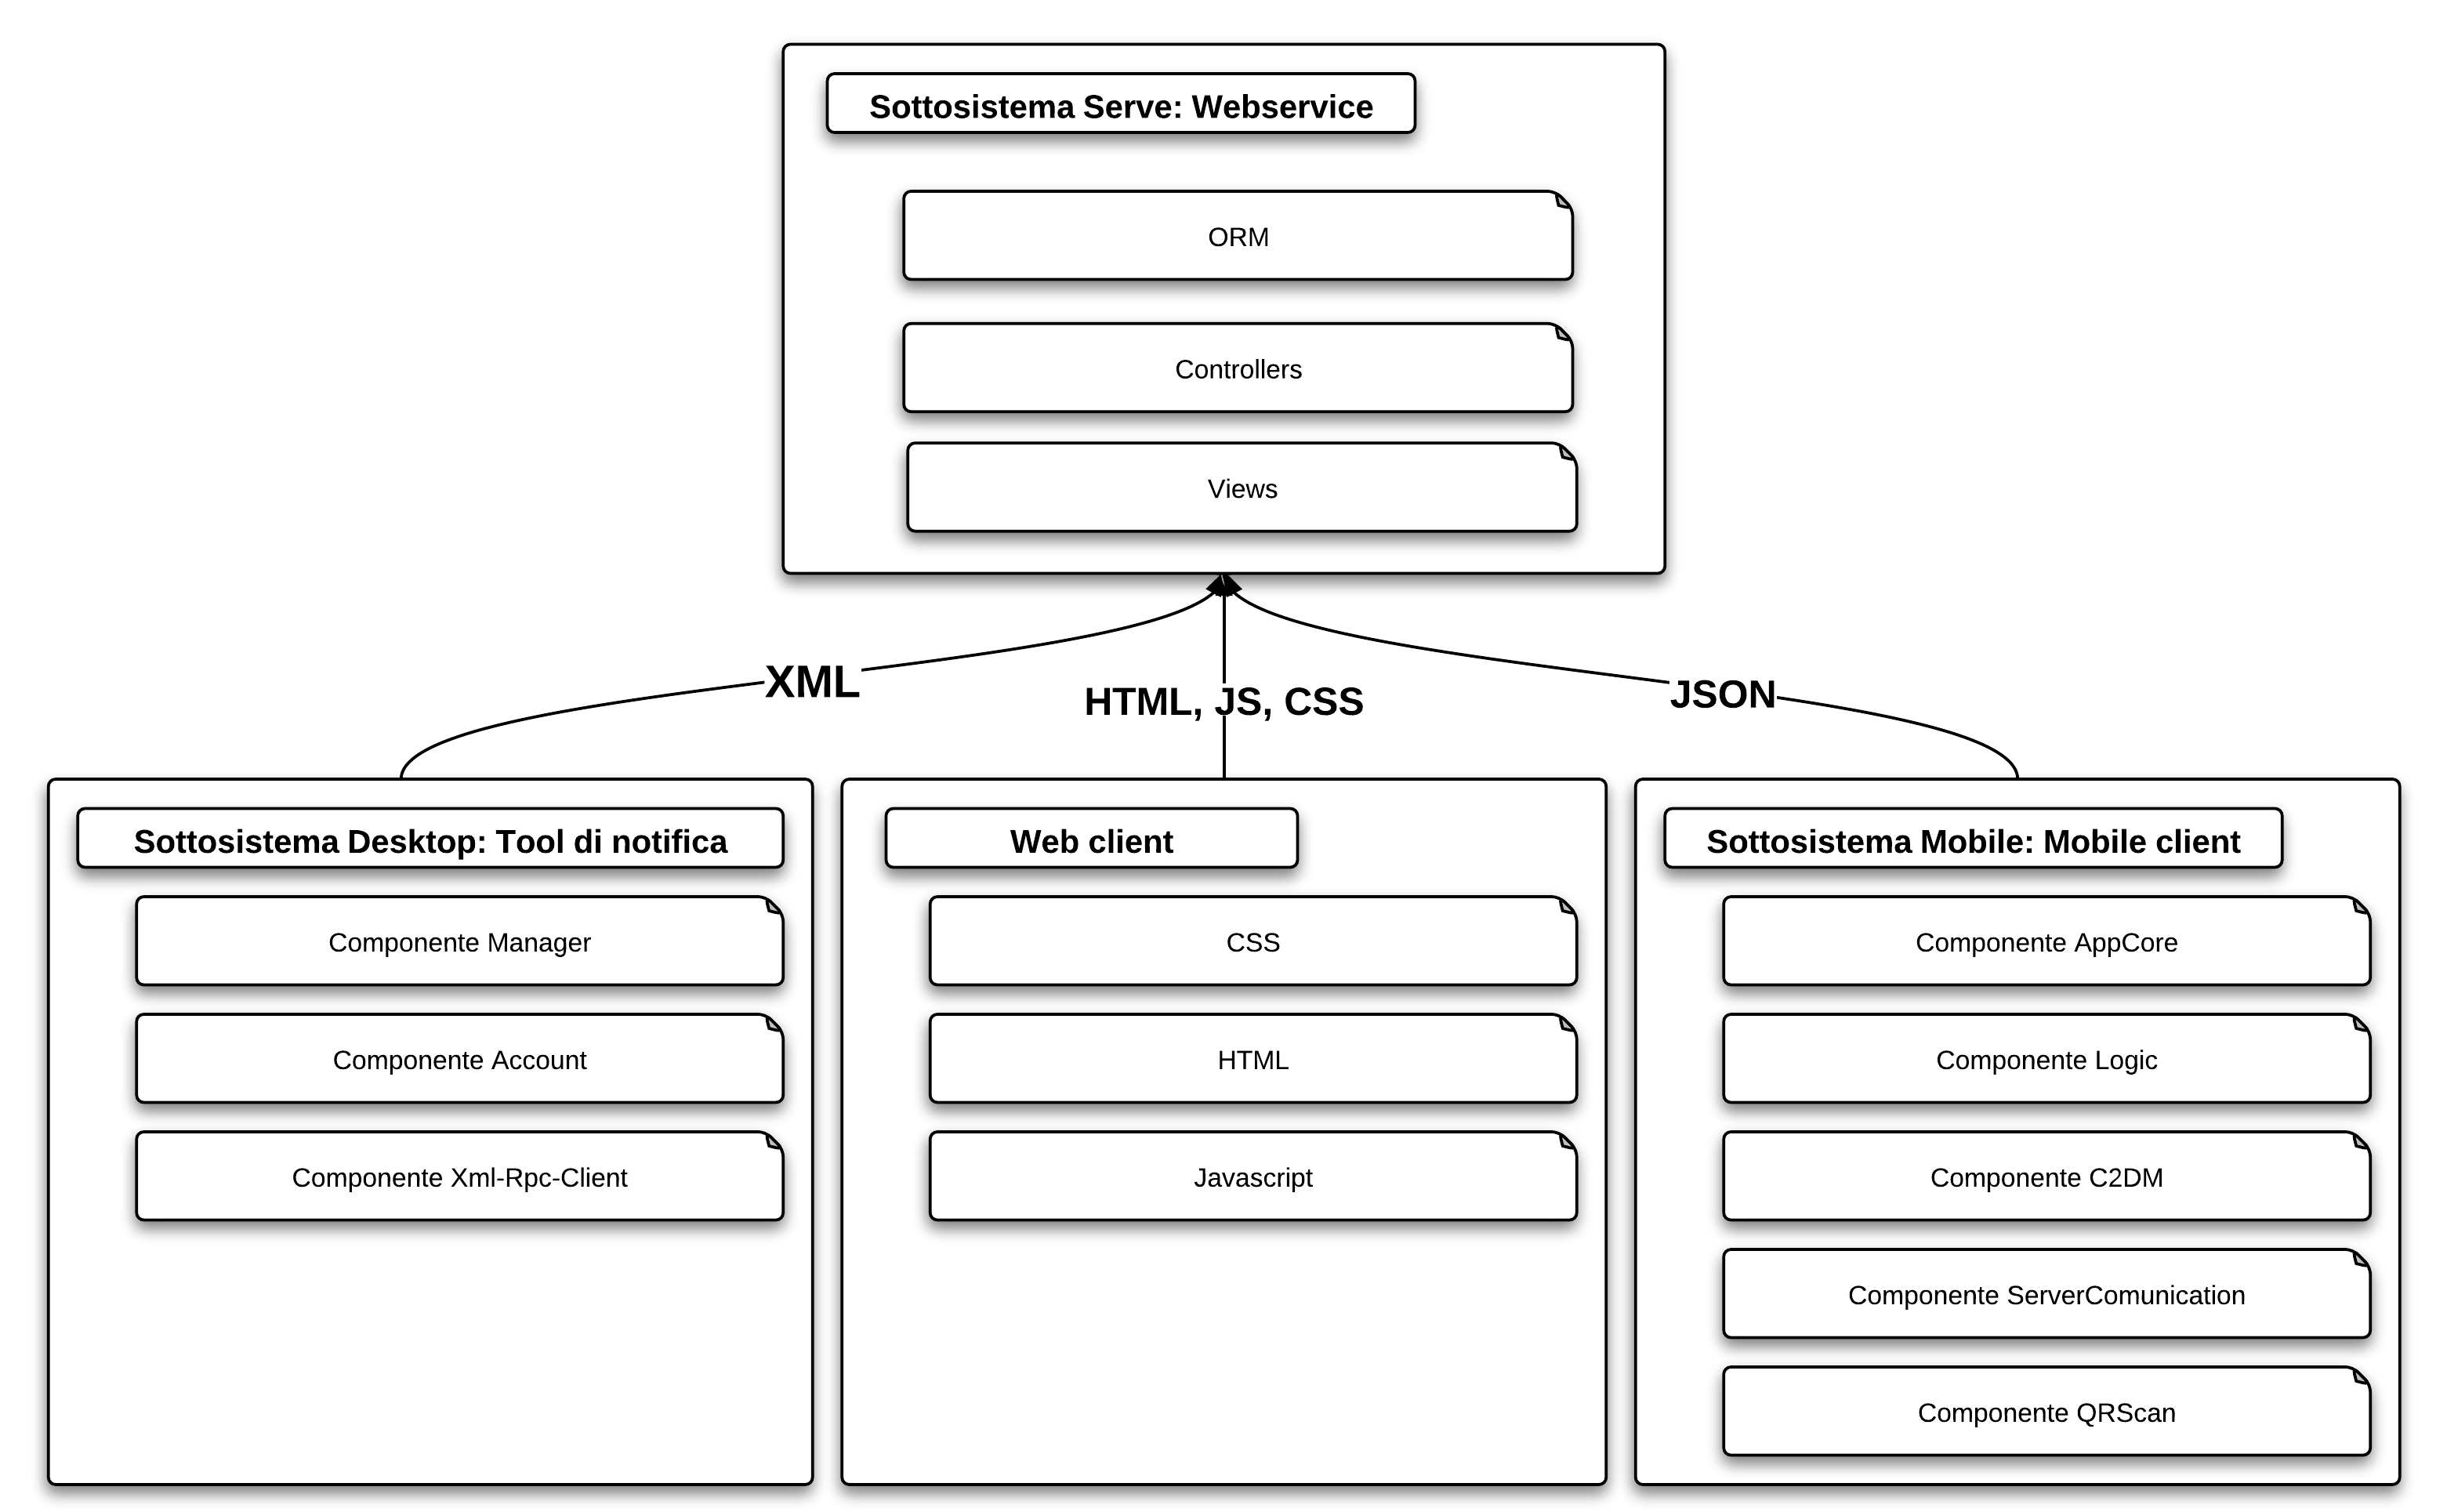 Sottosistema Serve: Webservice
ORM
Controllers
Views
XML
HTML, JS, CSS
JSON
Sottosistema Desktop: Tool di notifica
Componente Manager
Componente Account
Componente Xml-Rpc-Client
Web client
CSS
HTML
Javascript
Sottosistema Mobile: Mobile client
Componente AppCore
Componente Logic
Componente C2DM
Componente ServerComunication
Componente QRScan